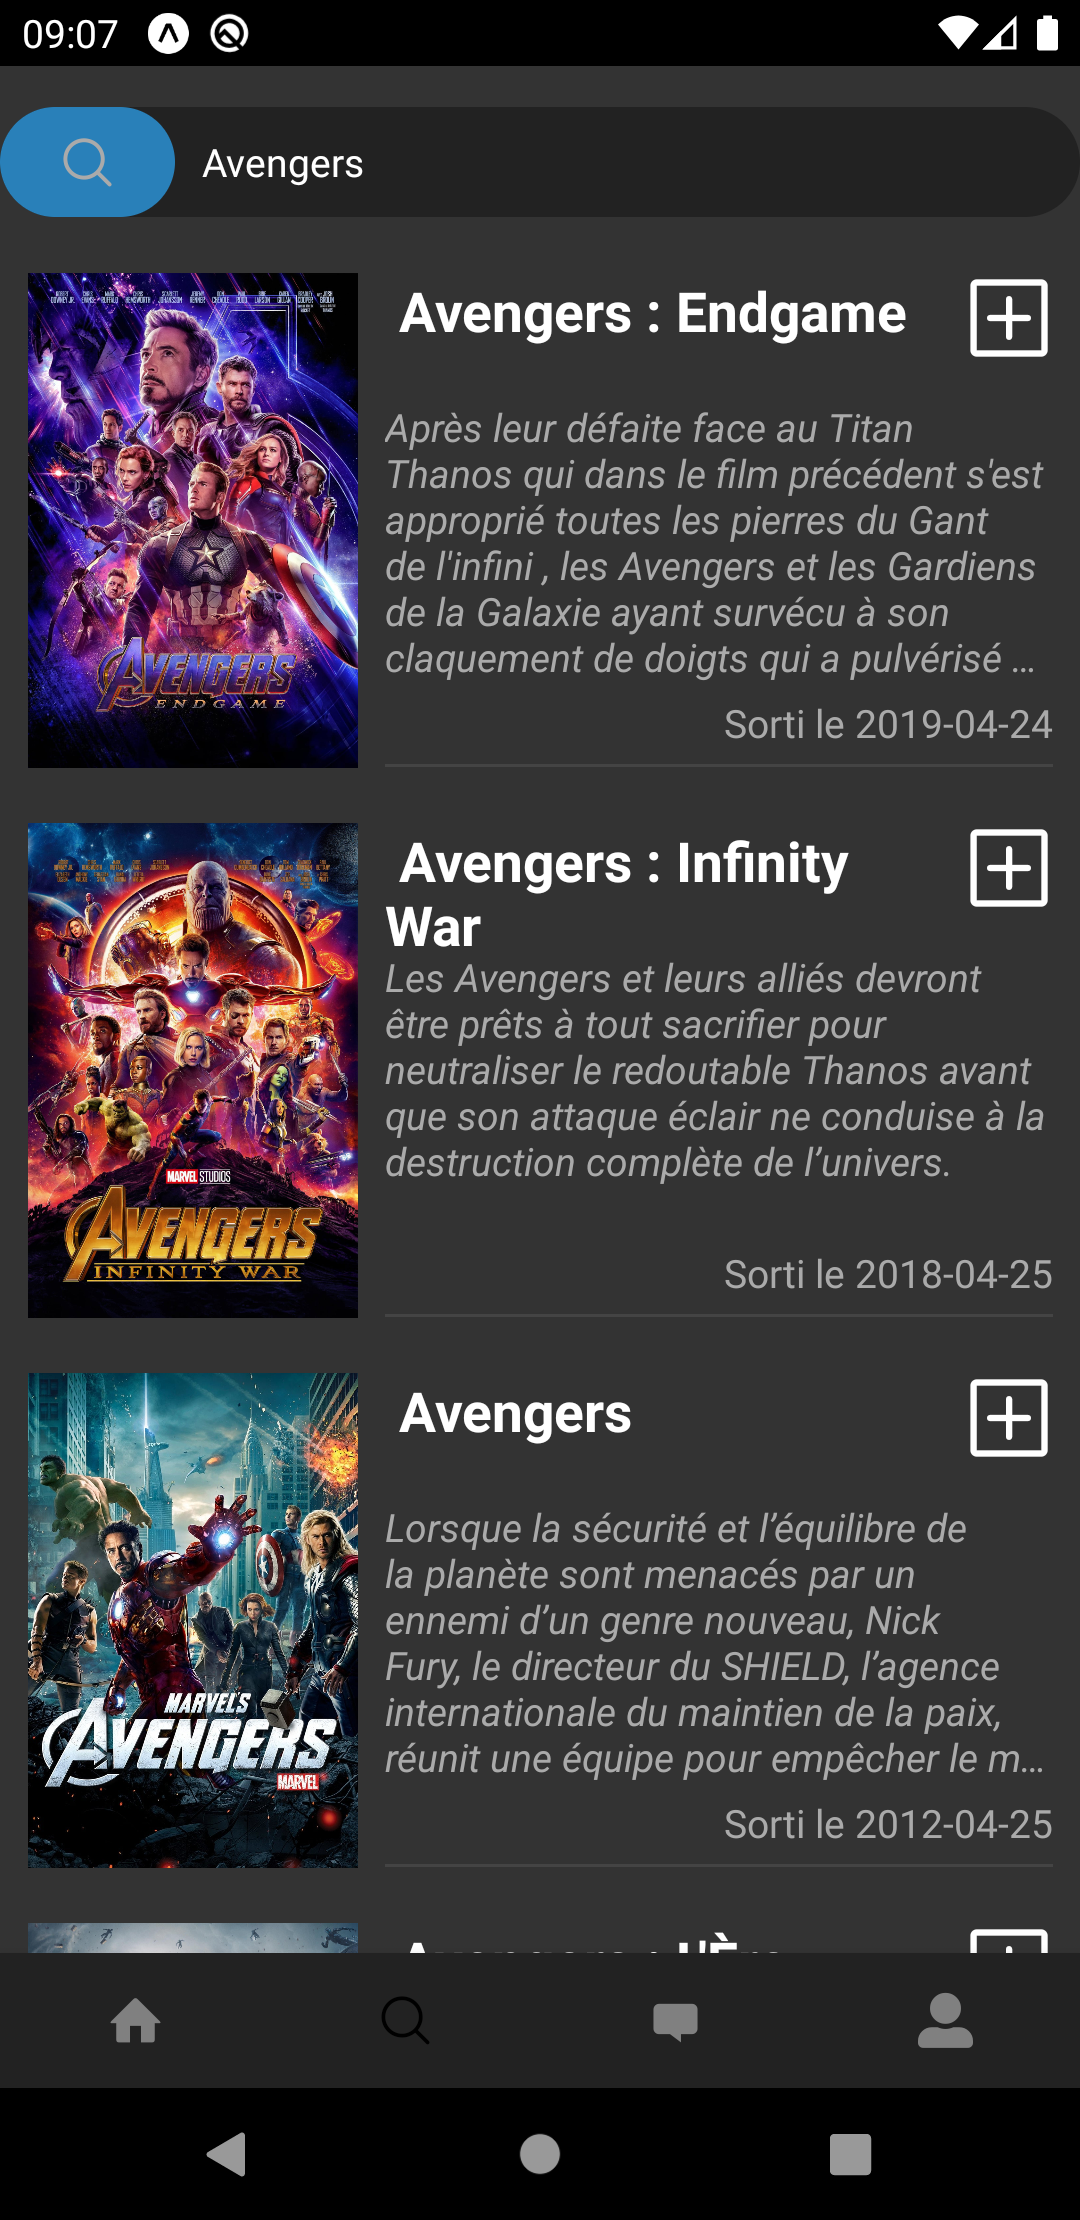 09:07
Avengers
Avengers : Endgame
Après leur défaite face au Titan
Thanos qui dans le film précédent s'est
approprié toutes les pierres du Gant
de l'infini , les Avengers et les Gardiens
de la Galaxie ayant survécu à son
claquement de doigts qui a pulvérisé ...
Sorti le 2019-04-24
AVENGERS
ENDGAME
Avengers : Infinity
War
Les Avengers et leurs alliés devront
être prêts à tout sacrifier pour
neutraliser le redoutable Thanos avant
que son attaque éclair ne conduise à la
destruction complète de l’univers.
Sorti le 2018-04-25
MARVEL STUDIOS
AVENGERS
INFINITY WAR
Avengers
Lorsque la sécurité et l’équilibre de
la planète sont menacés par un
ennemi d’un genre nouveau, Nick
Fury, le directeur du SHIELD, l’agence
internationale du maintien de la paix,
réunit une équipe pour empêcher le m...
Sorti le 2012-04-25
MARVEL'S
AVENGERS
MARVEL
Avengers : L'Ère